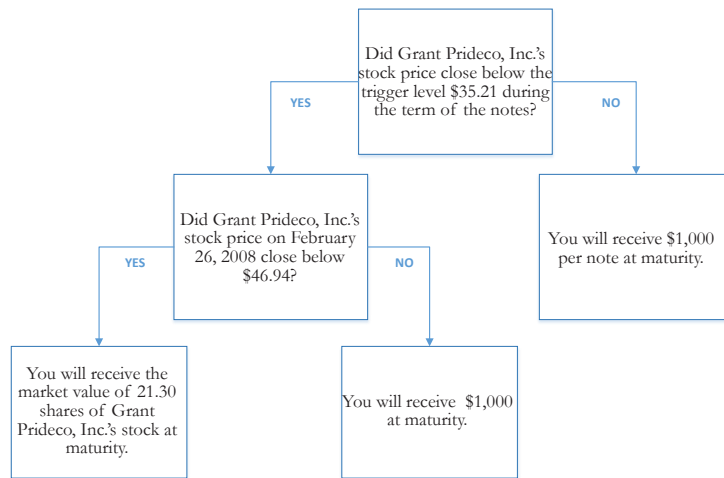 Did Grant Prideco, Inc.'s
stock price close below the
trigger level $35.21 during
the term of the notes?
YES
NO
Did Grant Prideco, Inc.'s
stock price on February
26, 2008 close below
$46.94?
You will receive $1,000
per note at maturity.
YES
NO
You will receive the
market value of 21.30
shares of Grant
Prideco, Inc.'s stock at
maturity.
You will receive $1,000
at maturity.